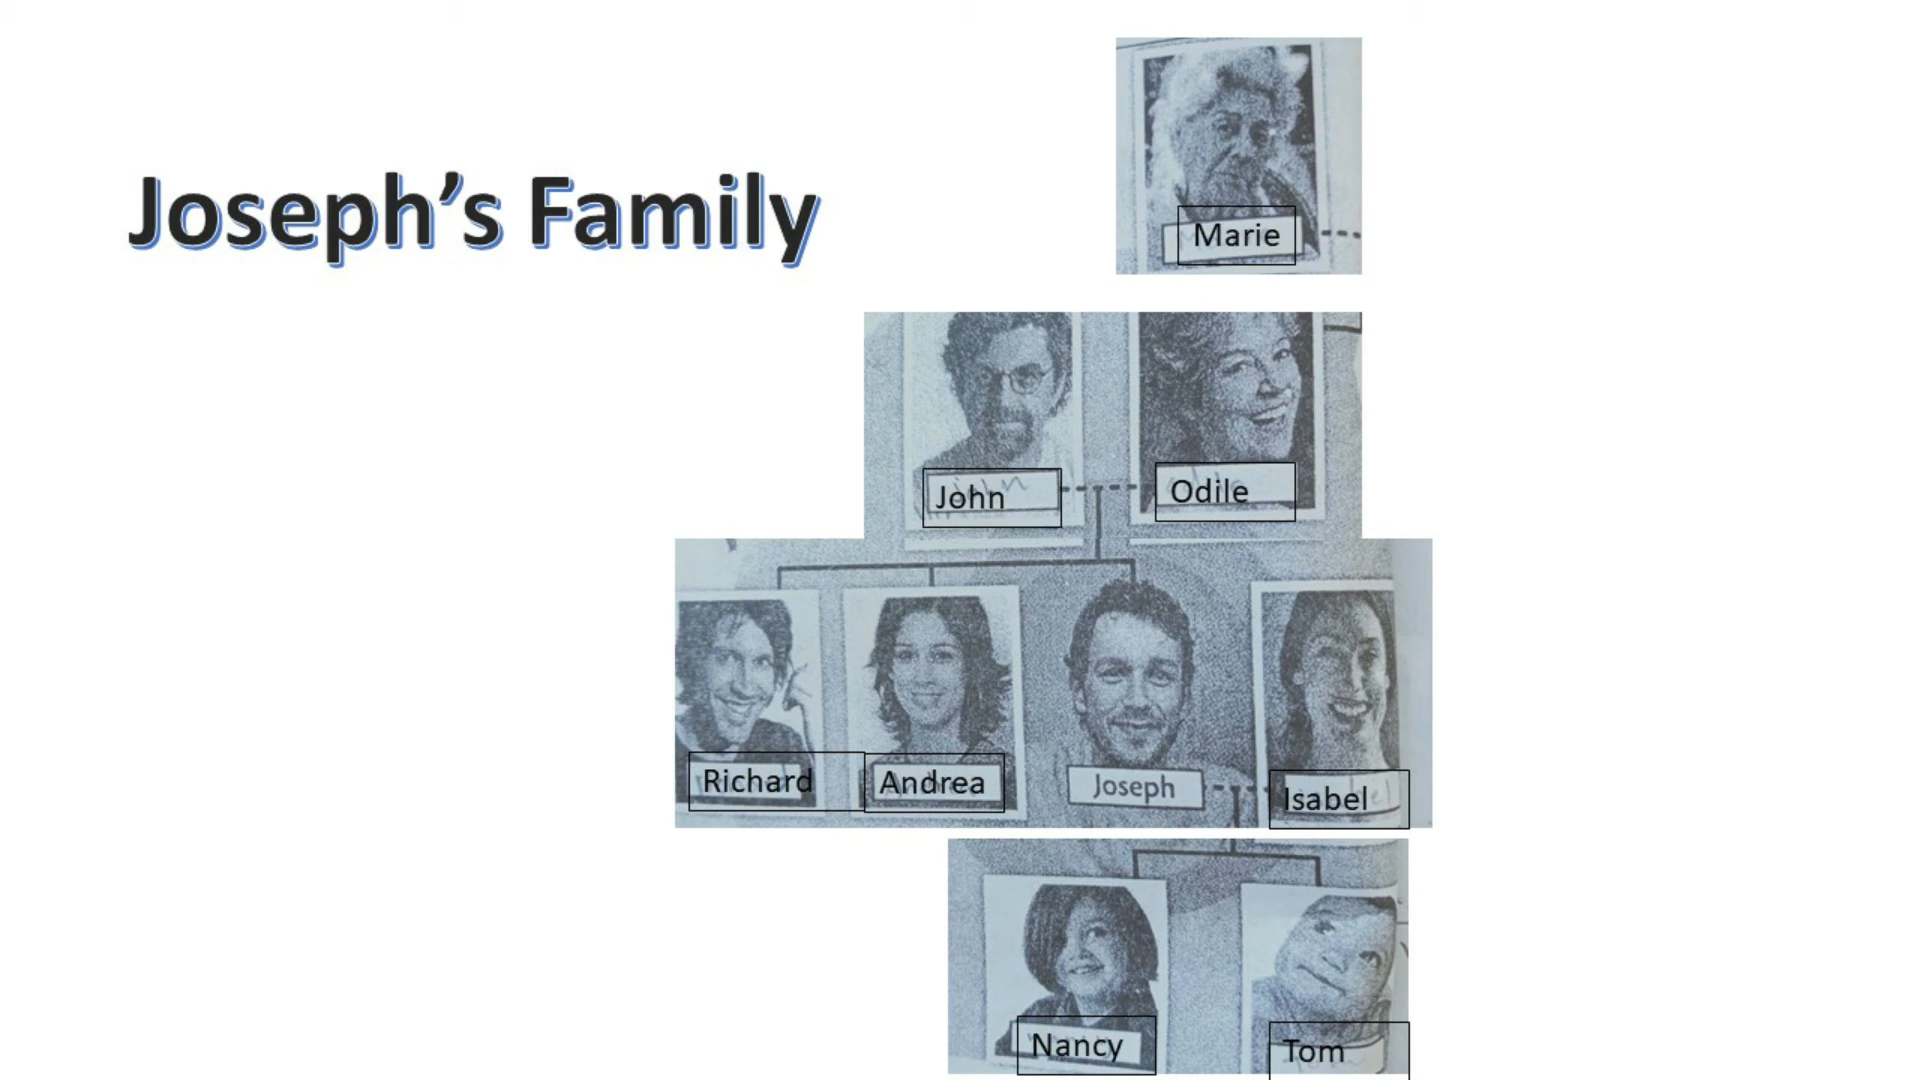 Joseph's Family
Marie
John
Odile
Richard
Andrea
Joseph
Isabel
Nancy
Tom